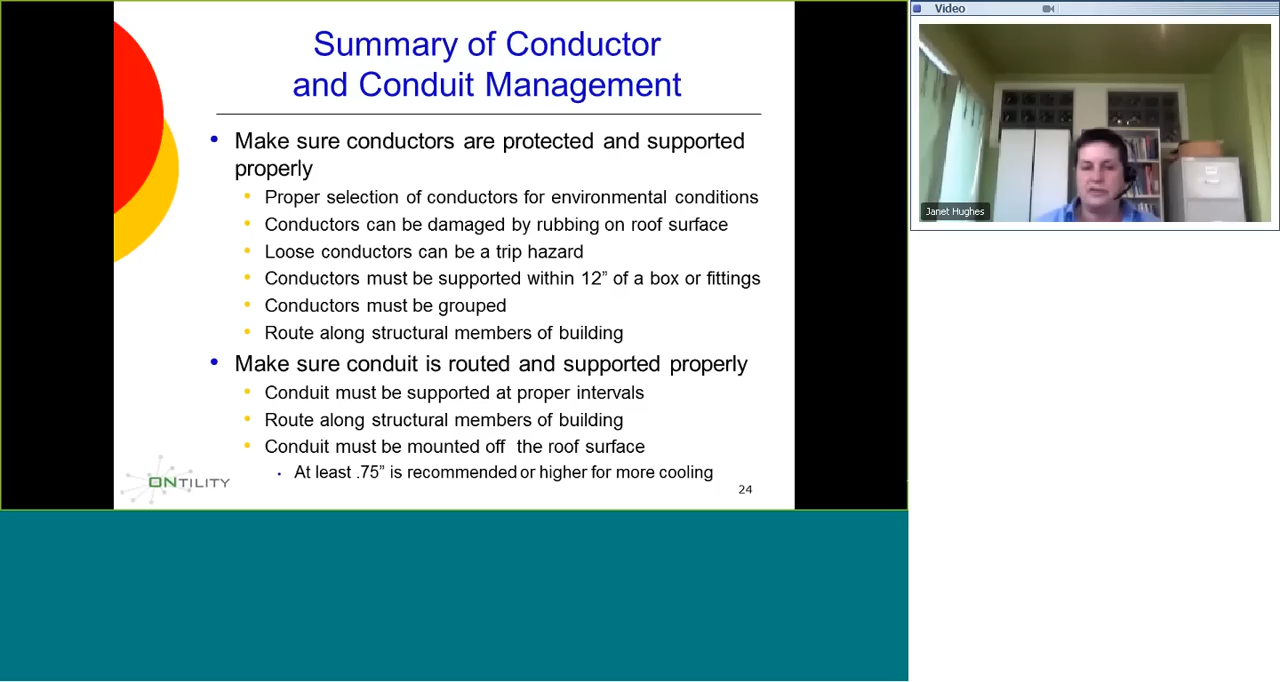 Summary of Conductor
and Conduit Management
• Make sure conductors are protected and supported
properly
• Proper selection of conductors for environmental conditions
• Conductors can be damaged by rubbing on roof surface
• Loose conductors can be a trip hazard
• Conductors must be supported within 12” of a box or fittings
• Conductors must be grouped
• Route along structural members of building
• Make sure conduit is routed and supported properly
• Conduit must be supported at proper intervals
• Route along structural members of building
• Conduit must be mounted off the roof surface
• At least .75” is recommended or higher for more cooling
ONTILITY
24
Video
Janet Hughes